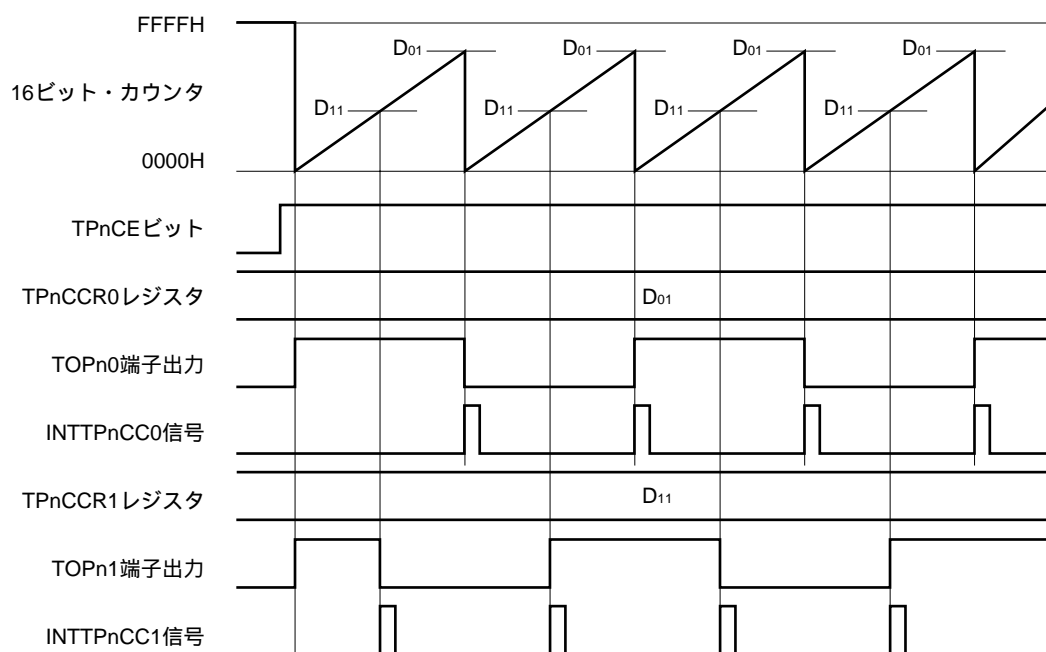 FFFFH
D01 D01 D01 D01
16ビット・カウンタ
D11 D11 D11 D11
0000H
TPnCEビット
TPnCCR0レジスタ D01
TOPn0端子出力
INTTPnCC0信号
TPnCCR1レジスタ D11
TOPn1端子出力
INTTPnCC1信号